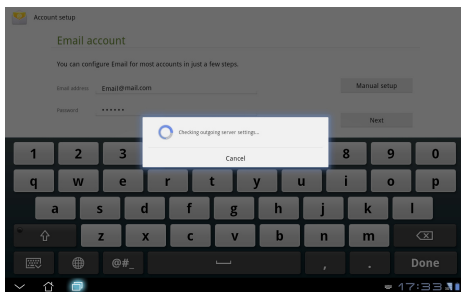 Account setup
Email account
You can configure Email for most accounts in just a few steps.
Email address Email@mail.com Manual setup
Password ••••••
Next
Checking outgoing server settings...
Cancel
1 2 3 8 9 0
q w e r t y u i o p
a s d f g h j k l
z x c v b n m
@#_ , . Done
17:33